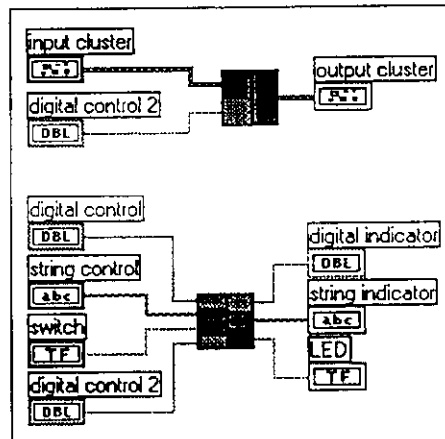 input cluster
output cluster
digital control 2
DBL
digital control
DBL
digital indicator
DBL
string control
abc
string indicator
abc
switch
TF
LED
TF
digital control 2
DBL